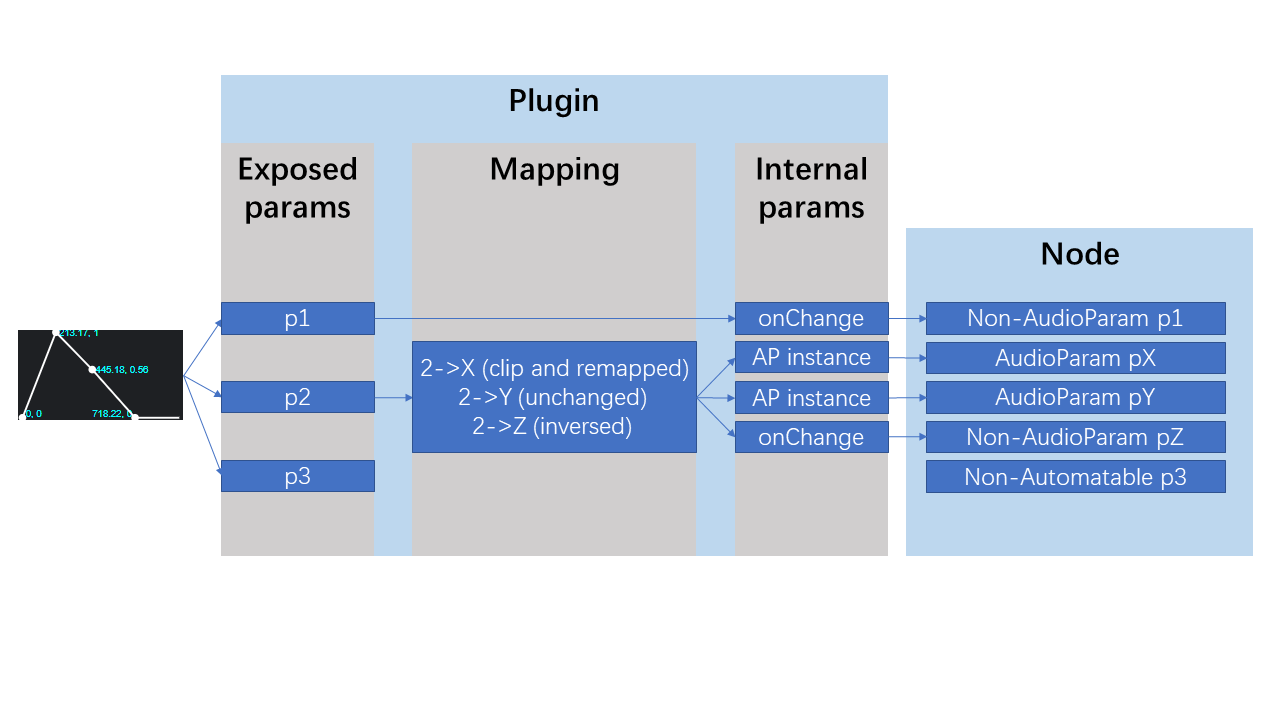 Plugin
Exposed
params
Mapping
Internal
params
Node
p1
onChange
Non-AudioParam p1
213.17, 1
445.18, 0.56
0, 0
718.22, 0
2->X (clip and remapped)
2->Y (unchanged)
2->Z (inversed)
AP instance
AudioParam pX
p2
AP instance
AudioParam pY
onChange
Non-AudioParam pZ
p3
Non-Automatable p3